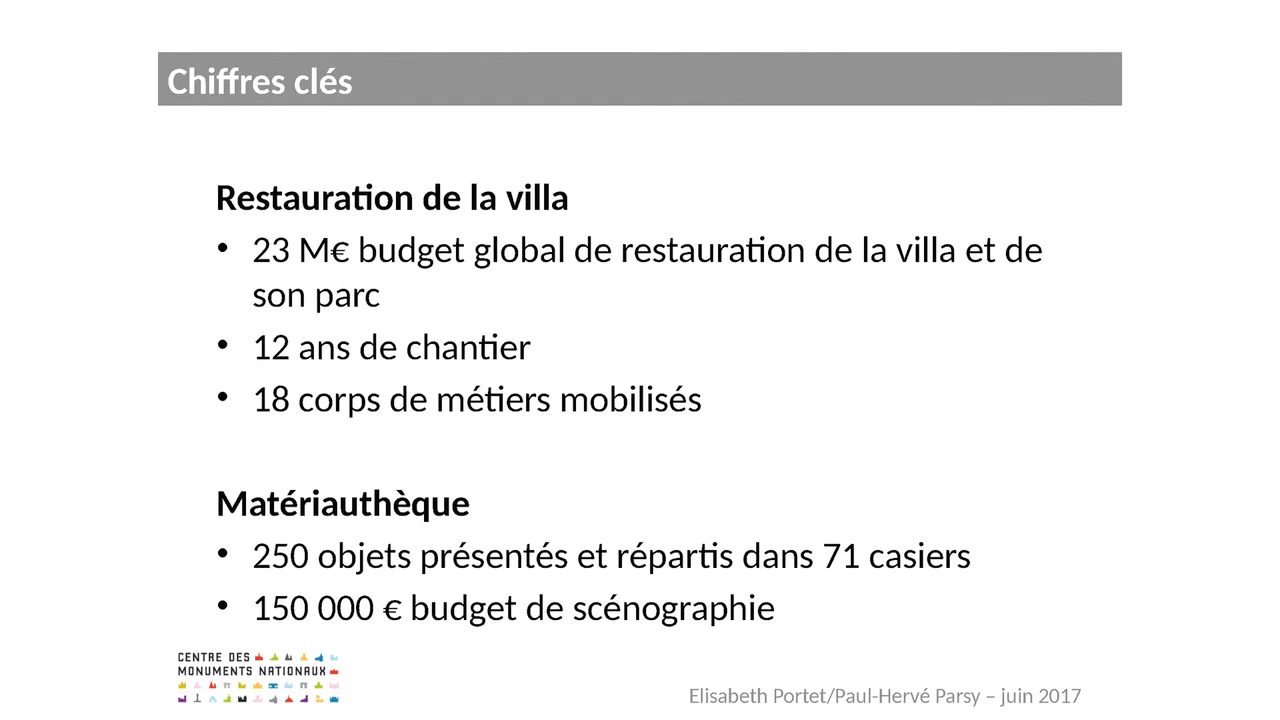 Chiffres clés
Restauration de la villa
• 23 M€ budget global de restauration de la villa et de
son parc
• 12 ans de chantier
• 18 corps de métiers mobilisés
Matériauthèque
• 250 objets présentés et répartis dans 71 casiers
• 150 000 € budget de scénographie
CENTRE DES
MONUMENTS NATIONAUX
Elisabeth Portet/Paul-Hervé Parsy – juin 2017